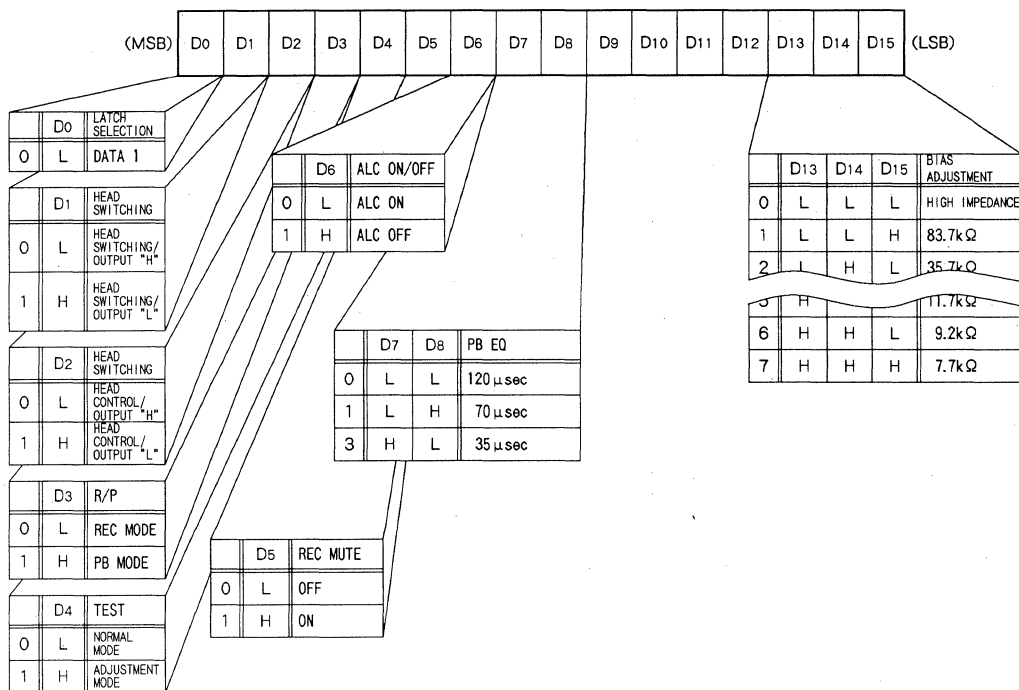 (MSB) D0 D1 D2 D3 D4 D5 D6 D7 D8 D9 D10 D11 D12 D13 D14 D15 (LSB)
D0 LATCH SELECTION
0 L DATA 1
D1 HEAD SWITCHING
0 L HEAD SWITCHING/ OUTPUT "H"
1 H HEAD SWITCHING/ OUTPUT "L"
D2 HEAD SWITCHING
0 L HEAD CONTROL/ OUTPUT "H"
1 H HEAD CONTROL/ OUTPUT "L"
D3 R/P
0 L REC MODE
1 H PB MODE
D4 TEST
0 L NORMAL MODE
1 H ADJUSTMENT MODE
D6 ALC ON/OFF
0 L ALC ON
1 H ALC OFF
D7 D8 PB EQ
0 L L 120μsec
1 L H 70μsec
3 H L 35μsec
D5 REC MUTE
0 L OFF
1 H ON
D13 D14 D15 BIAS ADJUSTMENT
0 L L L HIGH IMPEDANCE
1 L L H 83.7kΩ
2 L H L 35.7kΩ
H 11.7kΩ
6 H H L 9.2kΩ
7 H H H 7.7kΩ